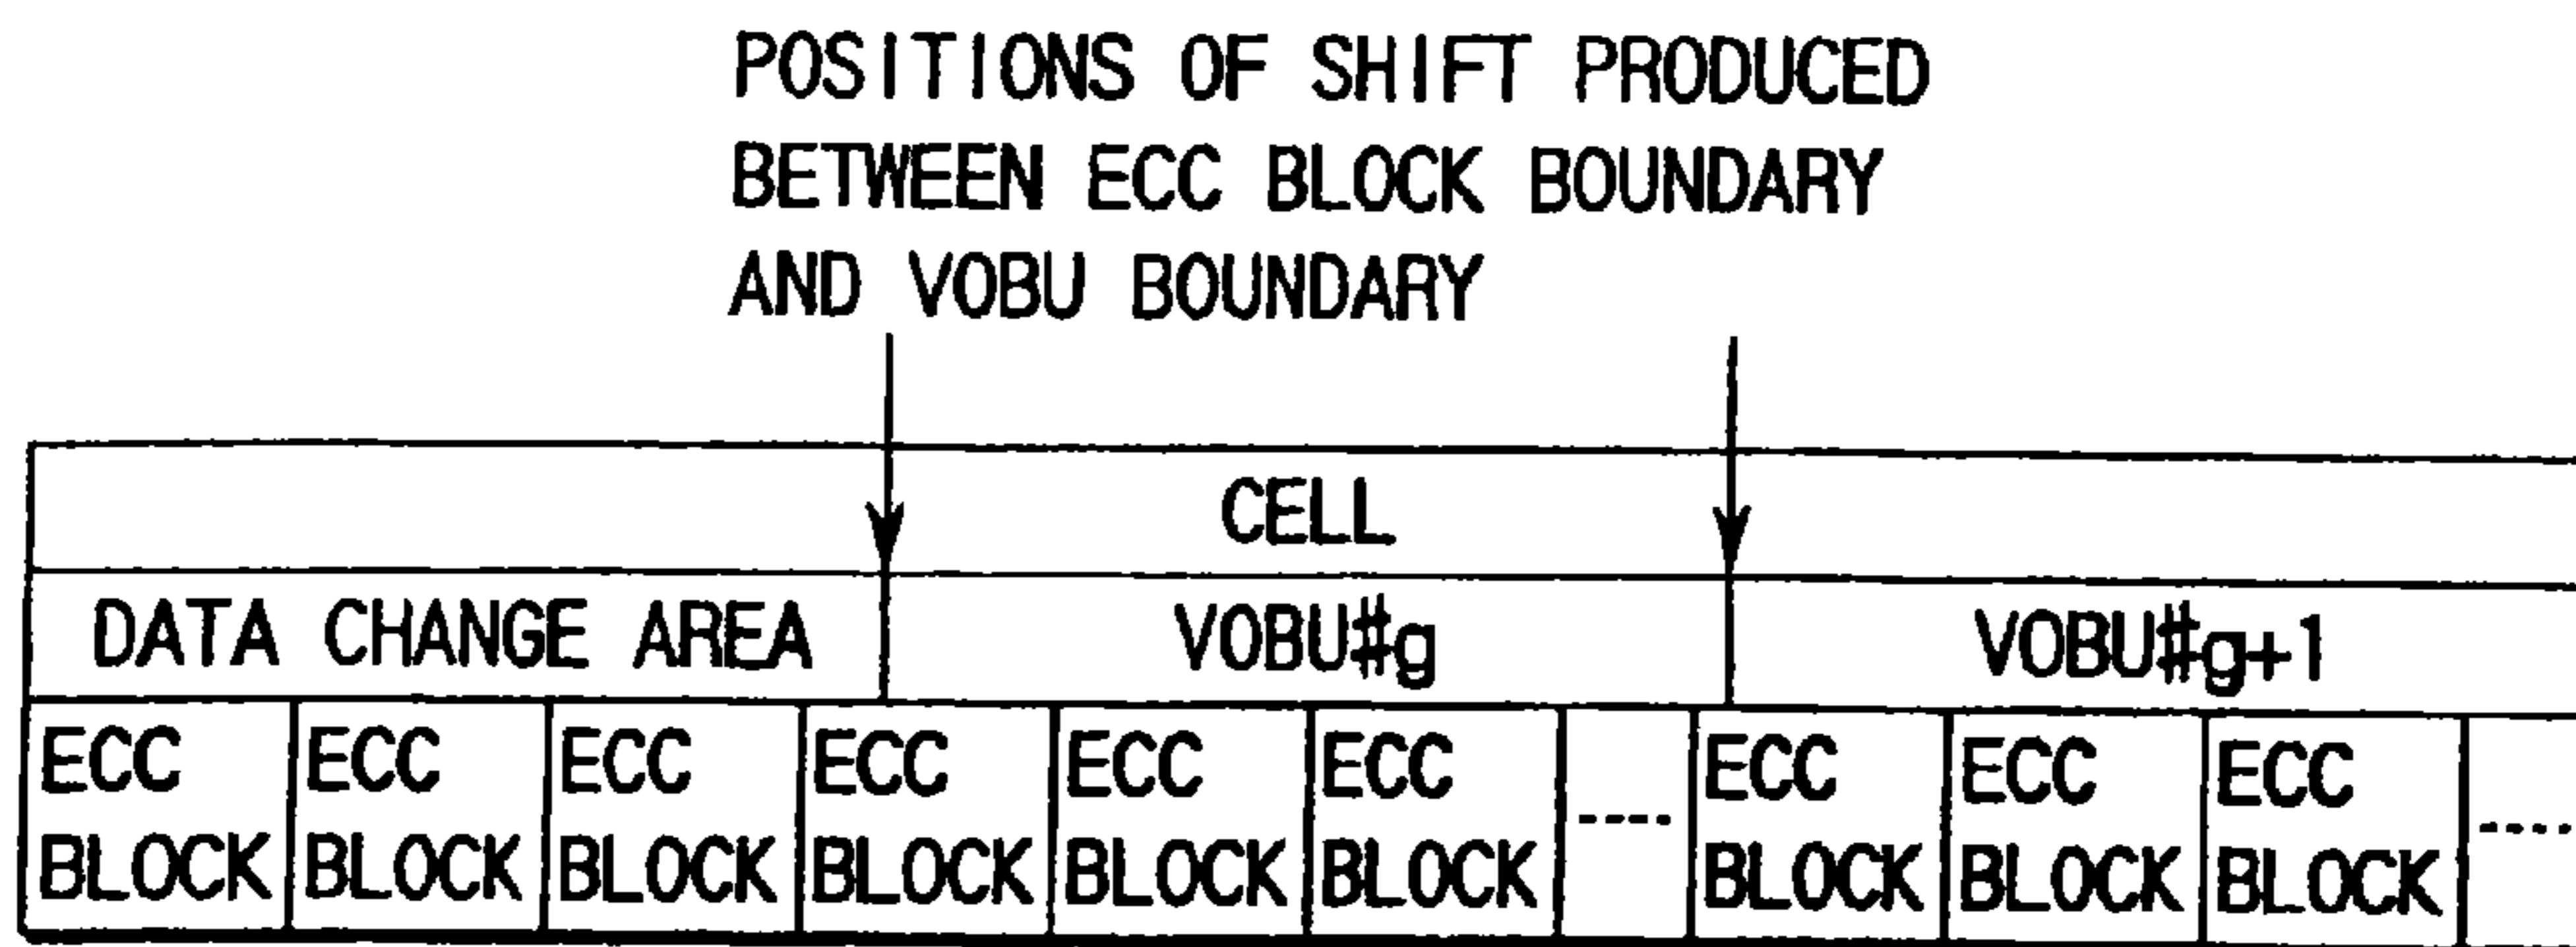 POSITIONS OF SHIFT PRODUCED
BETWEEN ECC BLOCK BOUNDARY
AND VOBU BOUNDARY
CELL
DATA CHANGE AREA VOBU#g VOBU#g+1
ECC ECC ECC ECC ECC ECC ---- ECC ECC ECC ----
BLOCK BLOCK BLOCK BLOCK BLOCK BLOCK BLOCK BLOCK BLOCK